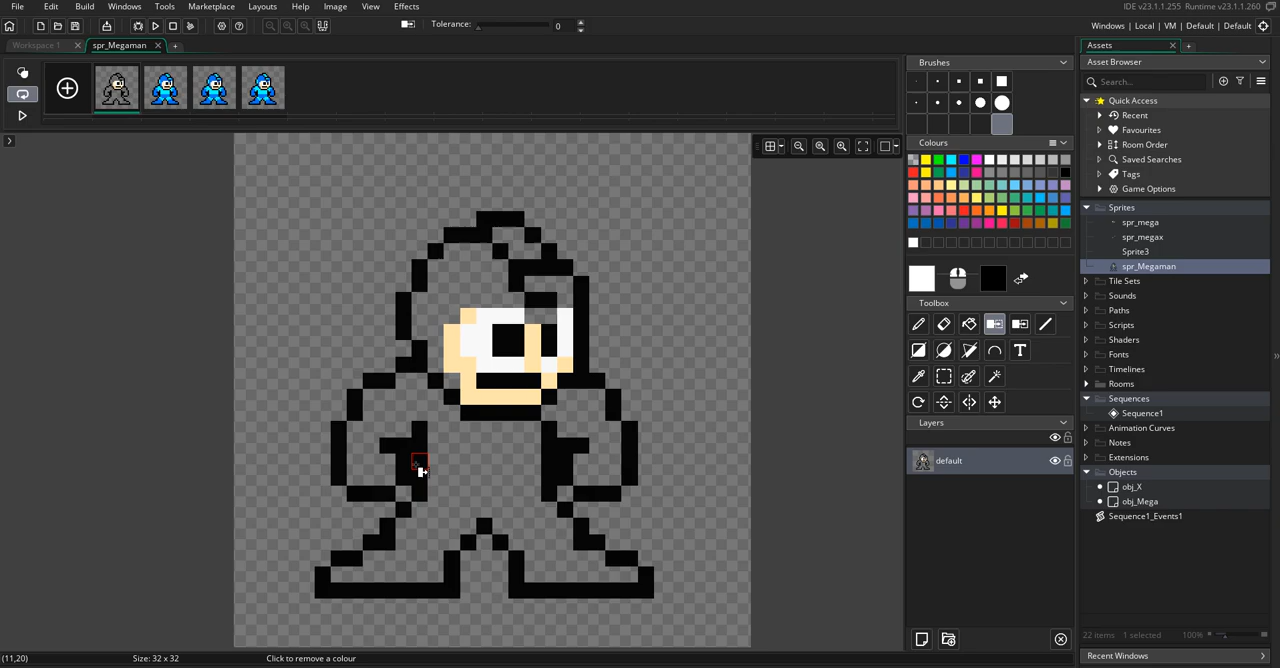 File Edit Build Windows Tools Marketplace Layouts Help Image View Effects
IDE v23.1.1.255 Runtime v23.1.1.260
Tolerance: 0
Windows | Local | VM | Default | Default
Workspace 1 spr_Megaman
Assets
Asset Browser
Search...
Quick Access
Recent
Favourites
Room Order
Saved Searches
Tags
Game Options
Sprites
spr_mega
spr_megax
Sprite3
spr_Megaman
Tile Sets
Sounds
Paths
Scripts
Shaders
Fonts
Timelines
Rooms
Sequences
Sequence1
Animation Curves
Notes
Extensions
Objects
obj_X
obj_Mega
Sequence1_Events1
22 items 1 selected 100%
Recent Windows
Brushes
Colours
Toolbox
T
Layers
default
(11,20) Size: 32 x 32 Click to remove a colour